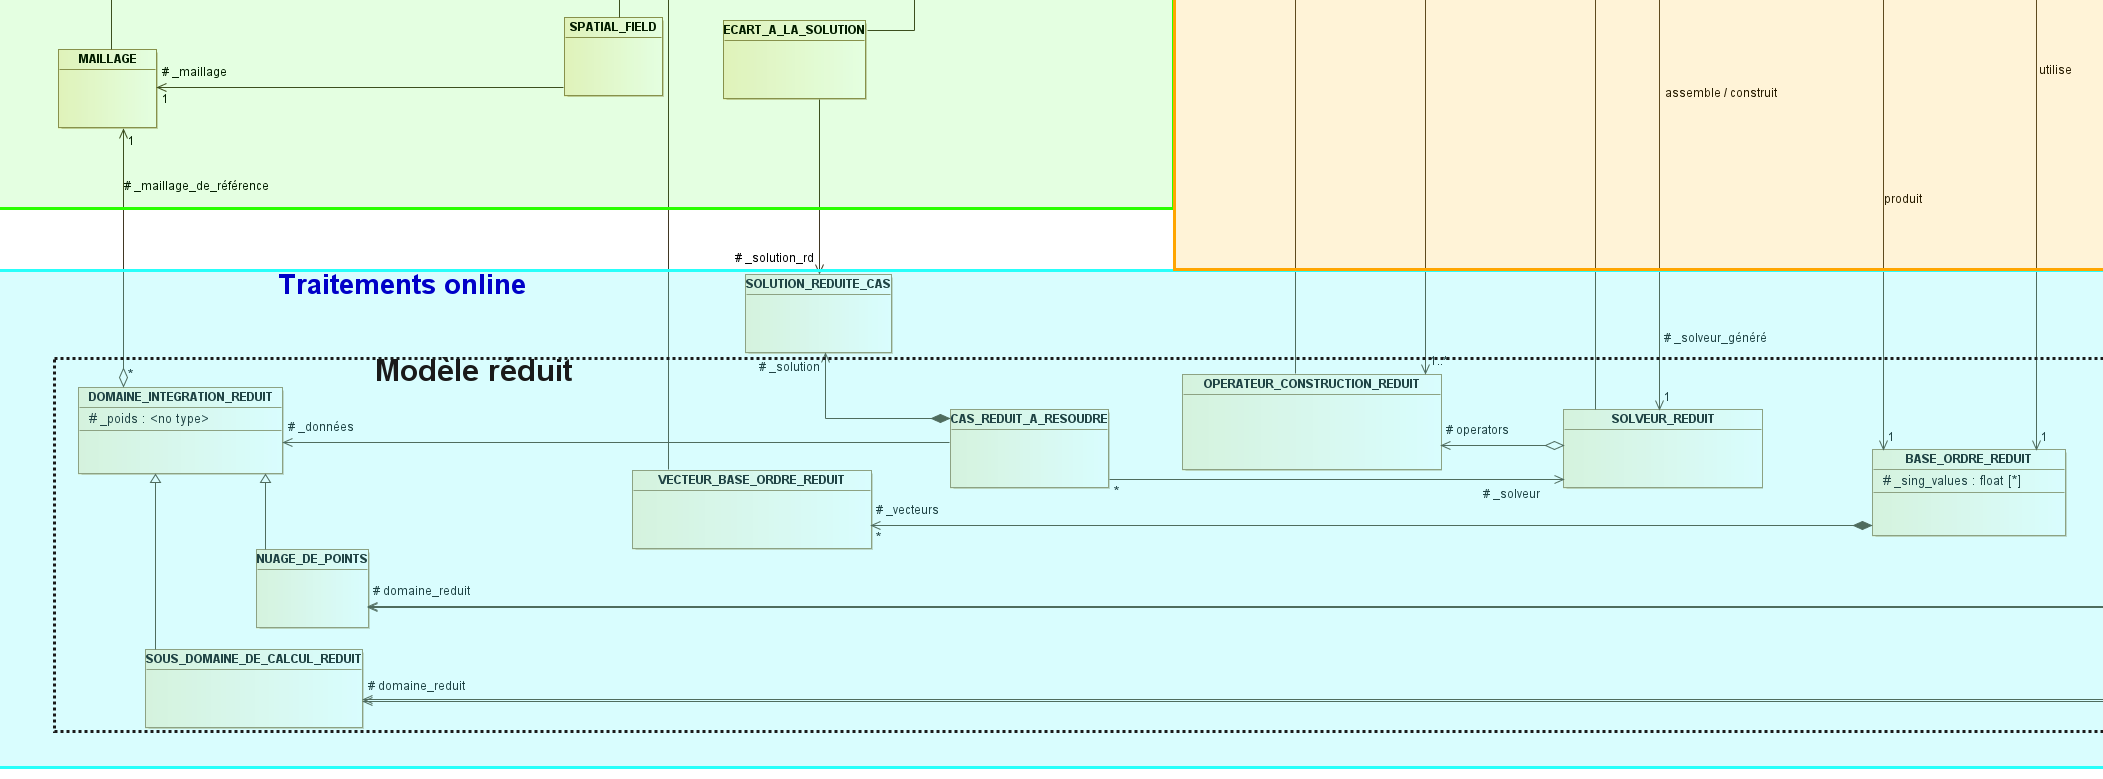 SPATIAL_FIELD
ECART_A_LA_SOLUTION
MAILLAGE
# _maillage
1
utilise
assemble / construit
1
# _maillage_de_référence
produit
# _solution_rd
Traitements online
SOLUTION_REDUITE_CAS
# _solveur_généré
Modèle réduit
# _solution
1..*
*
DOMAINE_INTEGRATION_REDUIT
# _poids : <no type>
OPERATEUR_CONSTRUCTION_REDUIT
1
# _données
CAS_REDUIT_A_RESOUDRE
# operators
SOLVEUR_REDUIT
1
1
BASE_ORDRE_REDUIT
# _sing_values : float [*]
VECTEUR_BASE_ORDRE_REDUIT
*
# _solveur
# _vecteurs
*
NUAGE_DE_POINTS
# domaine_reduit
SOUS_DOMAINE_DE_CALCUL_REDUIT
# domaine_reduit